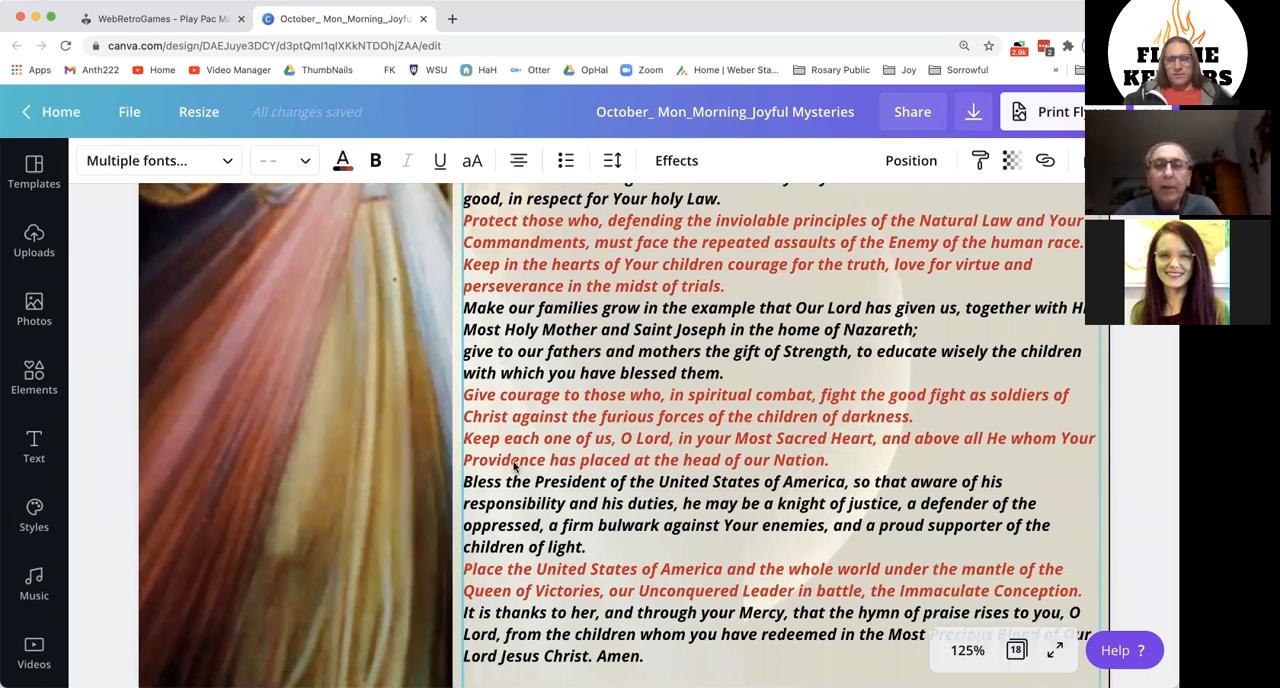 WebRetroGames - Play Pac Ma
October_ Mon_Morning_Joyfu
canva.com/design/DAEJuye3DCY/d3ptQml1qlXKkNTDOhjZAA/edit
2.9k
2
Apps
Anth222
Home
Video Manager
ThumbNails
FK
WSU
HaH
Otter
OpHal
Zoom
Home | Weber Sta...
Rosary Public
Joy
Sorrowful
»
Home
File
Resize
All changes saved
October_ Mon_Morning_Joyful Mysteries
Share
Print Fly
Multiple fonts...
– –
A
B
I
U
aA
Effects
Position
Templates
Uploads
Photos
Elements
Text
Styles
Music
Videos
good, in respect for Your holy Law.
Protect those who, defending the inviolable principles of the Natural Law and Your
Commandments, must face the repeated assaults of the Enemy of the human race.
Keep in the hearts of Your children courage for the truth, love for virtue and
perseverance in the midst of trials.
Make our families grow in the example that Our Lord has given us, together with
Most Holy Mother and Saint Joseph in the home of Nazareth;
give to our fathers and mothers the gift of Strength, to educate wisely the children
with which you have blessed them.
Give courage to those who, in spiritual combat, fight the good fight as soldiers of
Christ against the furious forces of the children of darkness.
Keep each one of us, O Lord, in your Most Sacred Heart, and above all He whom Your
Providence has placed at the head of our Nation.
Bless the President of the United States of America, so that aware of his
responsibility and his duties, he may be a knight of justice, a defender of the
oppressed, a firm bulwark against Your enemies, and a proud supporter of the
children of light.
Place the United States of America and the whole world under the mantle of the
Queen of Victories, our Unconquered Leader in battle, the Immaculate Conception.
It is thanks to her, and through your Mercy, that the hymn of praise rises to you, O
Lord, from the children whom you have redeemed in the Most Precious Blood of Our
Lord Jesus Christ. Amen.
125%
18
Help ?